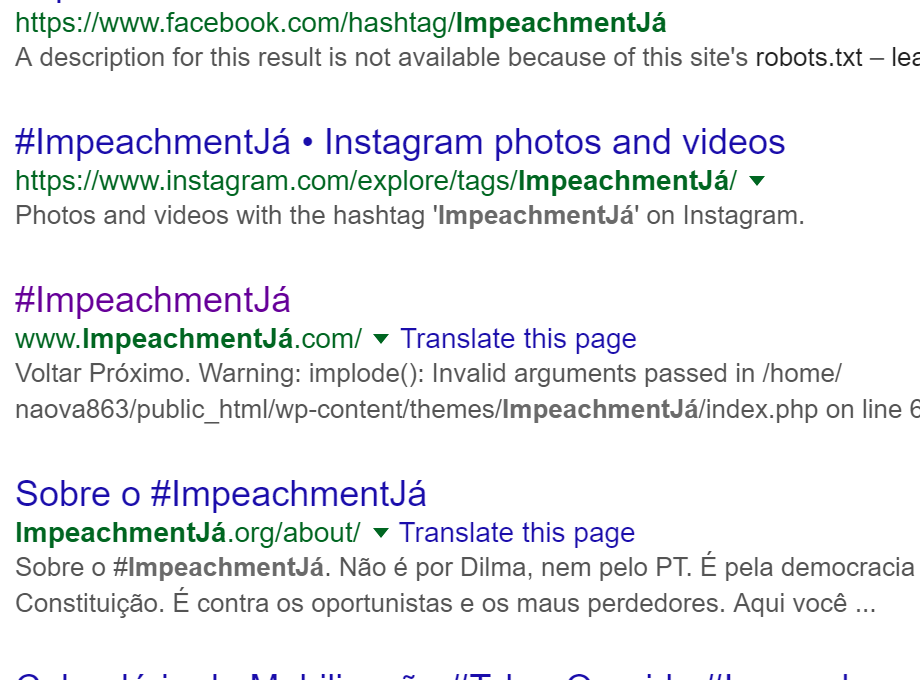 https://www.facebook.com/hashtag/ImpeachmentJá
A description for this result is not available because of this site's robots.txt –
#ImpeachmentJá • Instagram photos and videos
https://www.instagram.com/explore/tags/ImpeachmentJá/
Photos and videos with the hashtag 'ImpeachmentJá' on Instagram.
#ImpeachmentJá
www.ImpeachmentJá.com/ Translate this page
Voltar Próximo. Warning: implode(): Invalid arguments passed in /home/
naova863/public_html/wp-content/themes/ImpeachmentJá/index.php on line
Sobre o #ImpeachmentJá
ImpeachmentJá.org/about/ Translate this page
Sobre o #ImpeachmentJá. Não é por Dilma, nem pelo PT. É pela democracia
Constituição. É contra os oportunistas e os maus perdedores. Aqui você ...